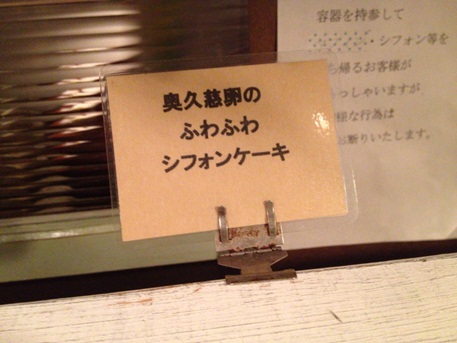 奥久慈卵の
ふわふわ
シフォンケーキ
容器を持参して
シフォン等を
ち帰るお客様が
っしゃいますが
様な行為は
お断りいたします。